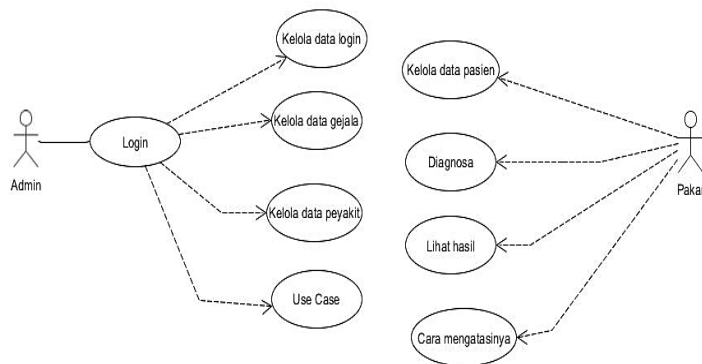 Kelola data login
Kelola data pasien
Kelola data gejala
Login
Admin
Diagnosa
Pakar
Kelola data peyakit
Lihat hasil
Use Case
Cara mengatasinya